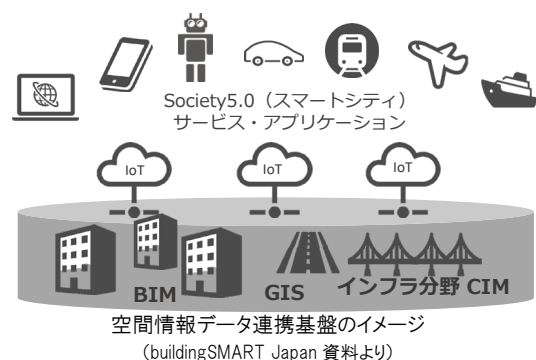 Society5.0（スマートシティ）
サービス・アプリケーション
IoT
IoT
IoT
BIM
GIS
インフラ分野 CIM
空間情報データ連携基盤のイメージ
（buildingSMART Japan 資料より）